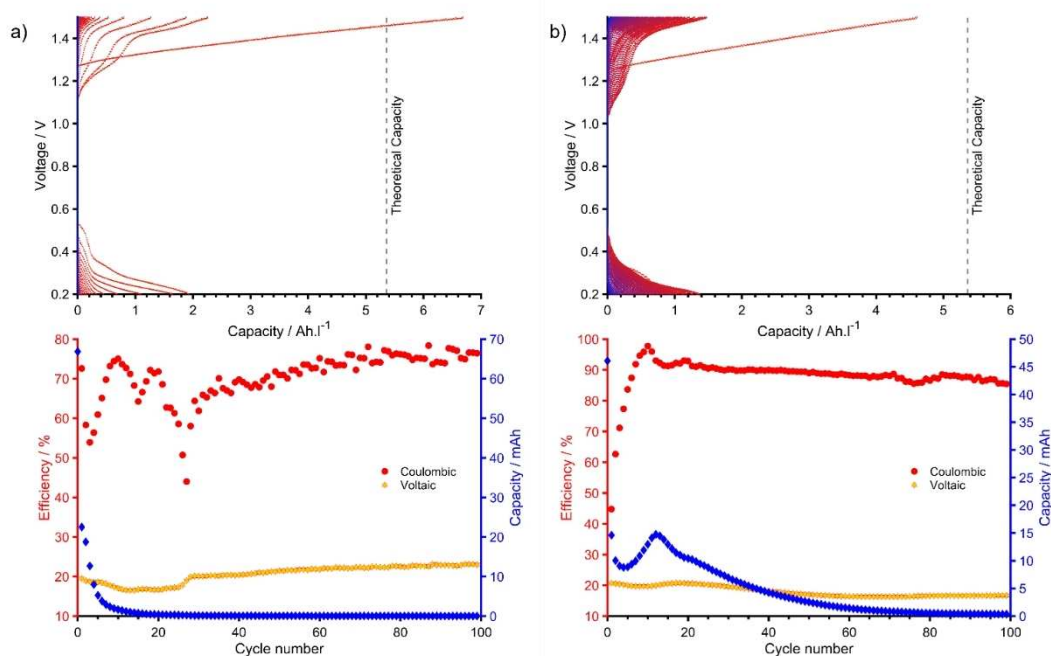 a)
Voltage / V
1.4
1.2
1.0
0.8
0.6
0.4
0.2
0 1 2 3 4 5 6 7
Capacity / Ah.l⁻¹
Theoretical Capacity
b)
Voltage / V
1.4
1.2
1.0
0.8
0.6
0.4
0.2
0 1 2 3 4 5 6
Capacity / Ah.l⁻¹
Theoretical Capacity
Efficiency / %
80
70
60
50
40
30
20
10
Coulombic
Voltaic
70
60
50
40
30
20
10
0
Capacity / mAh
0 20 40 60 80 100
Cycle number
Efficiency / %
100
90
80
70
60
50
40
30
20
10
Coulombic
Voltaic
50
45
40
35
30
25
20
15
10
5
0
Capacity / mAh
0 20 40 60 80 100
Cycle number